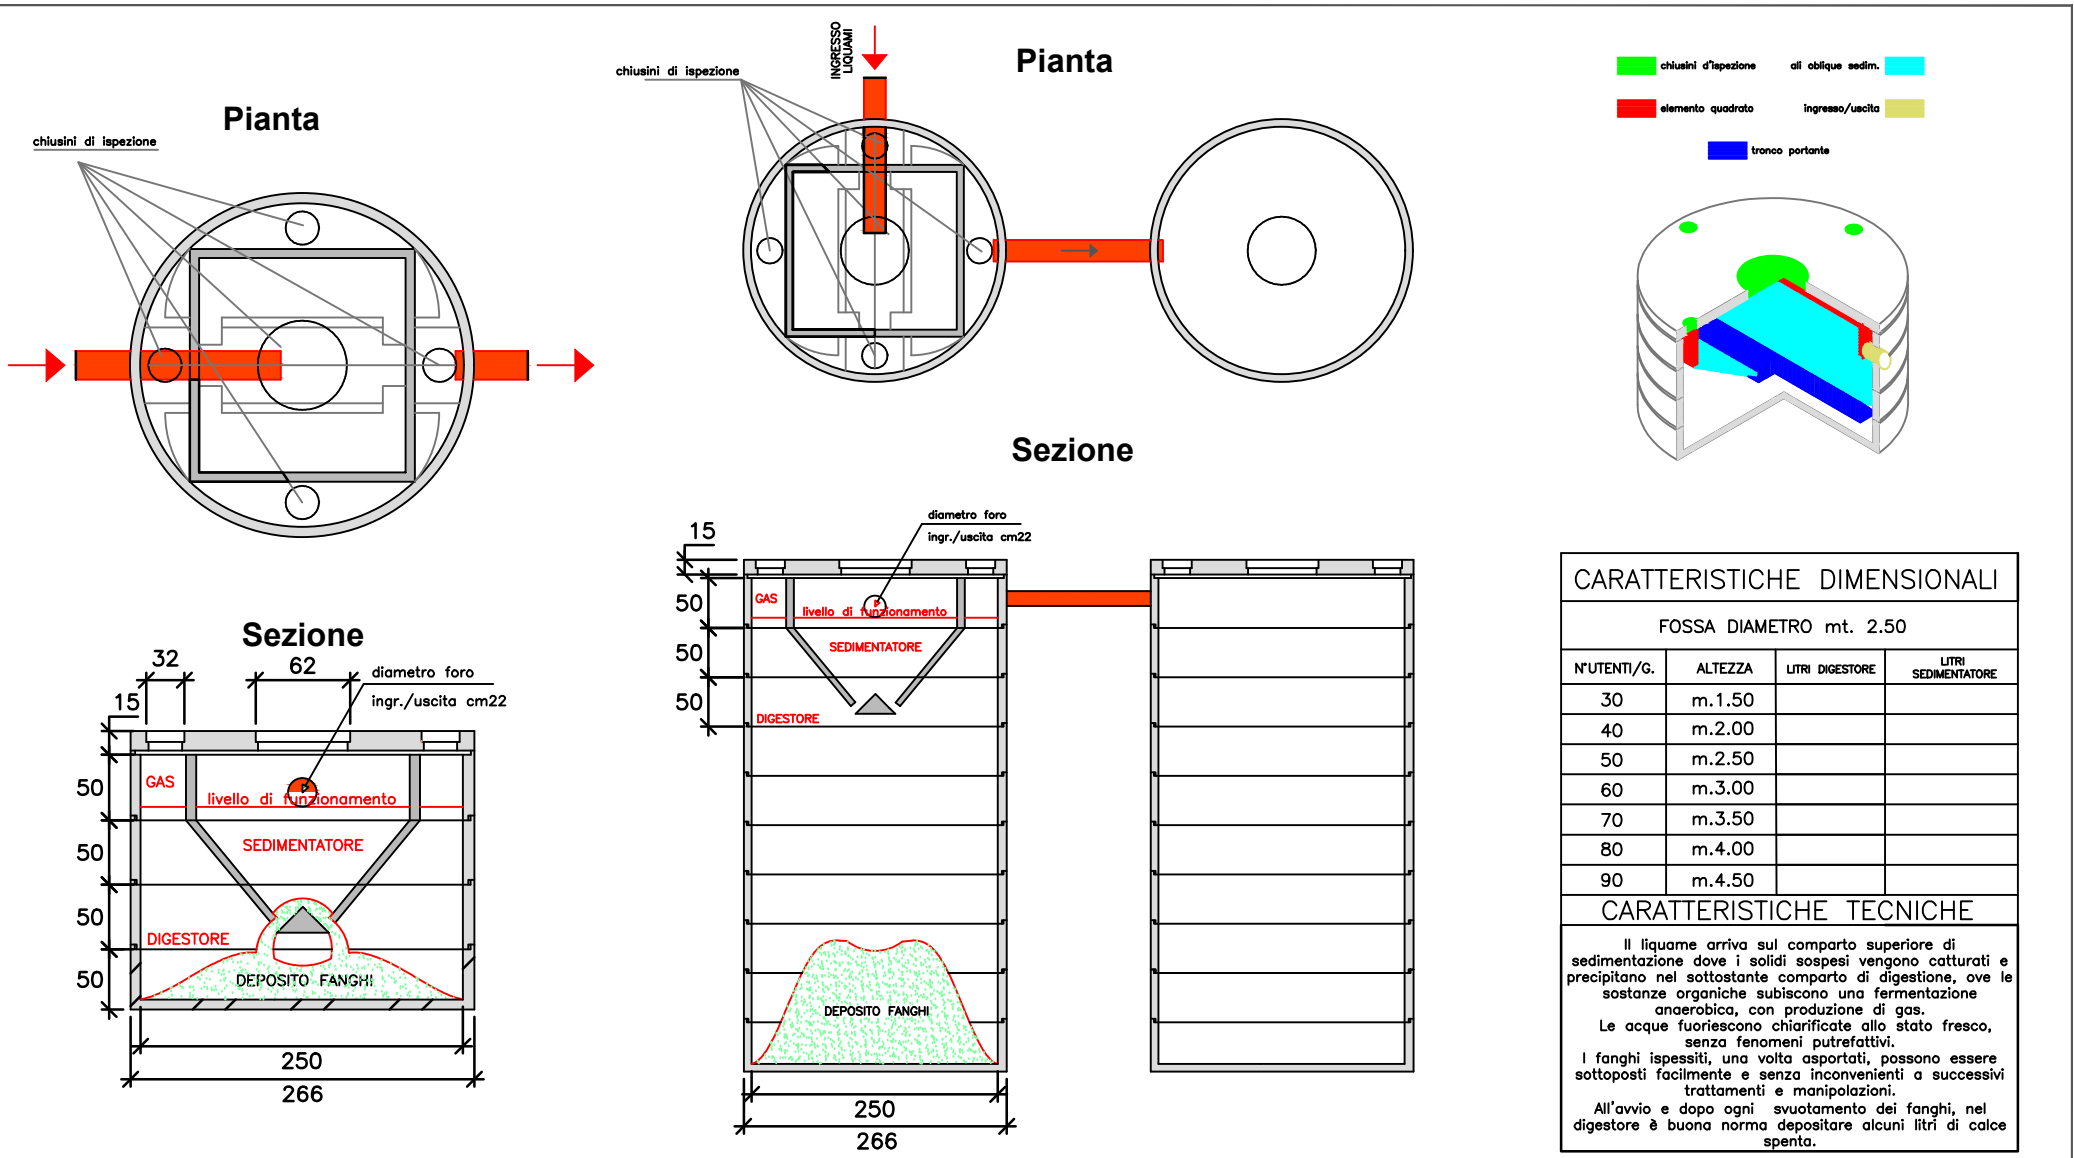 Pianta
chiusini di ispezione
Sezione
32
62
15
diametro foro
ingr./uscita cm22
50
50
50
50
GAS
livello di funzionamento
SEDIMENTATORE
DIGESTORE
DEPOSITO FANGHI
250
266
Pianta
INGRESSO
LIQUAMI
chiusini di ispezione
Sezione
15
diametro foro
ingr./uscita cm22
50
50
50
GAS
livello di funzionamento
SEDIMENTATORE
DIGESTORE
DEPOSITO FANGHI
250
266
chiusini d'ispezione
ali oblique sedim.
elemento quadrato
ingresso/uscita
tronco portante
CARATTERISTICHE DIMENSIONALI
FOSSA DIAMETRO mt. 2.50
N°UTENTI/G. ALTEZZA LITRI DIGESTORE LITRI
SEDIMENTATORE
30 m.1.50
40 m.2.00
50 m.2.50
60 m.3.00
70 m.3.50
80 m.4.00
90 m.4.50
CARATTERISTICHE TECNICHE
Il liquame arriva sul comparto superiore di
sedimentazione dove i solidi sospesi vengono catturati e
precipitano nel sottostante comparto di digestione, ove le
sostanze organiche subiscono una fermentazione
anaerobica, con produzione di gas.
Le acque fuoriescono chiarificate allo stato fresco,
senza fenomeni putrefattivi.
I fanghi ispessiti, una volta asportati, possono essere
sottoposti facilmente e senza inconvenienti a successivi
trattamenti e manipolazioni.
All'avvio e dopo ogni svuotamento dei fanghi, nel
digestore è buona norma depositare alcuni litri di calce
spenta.